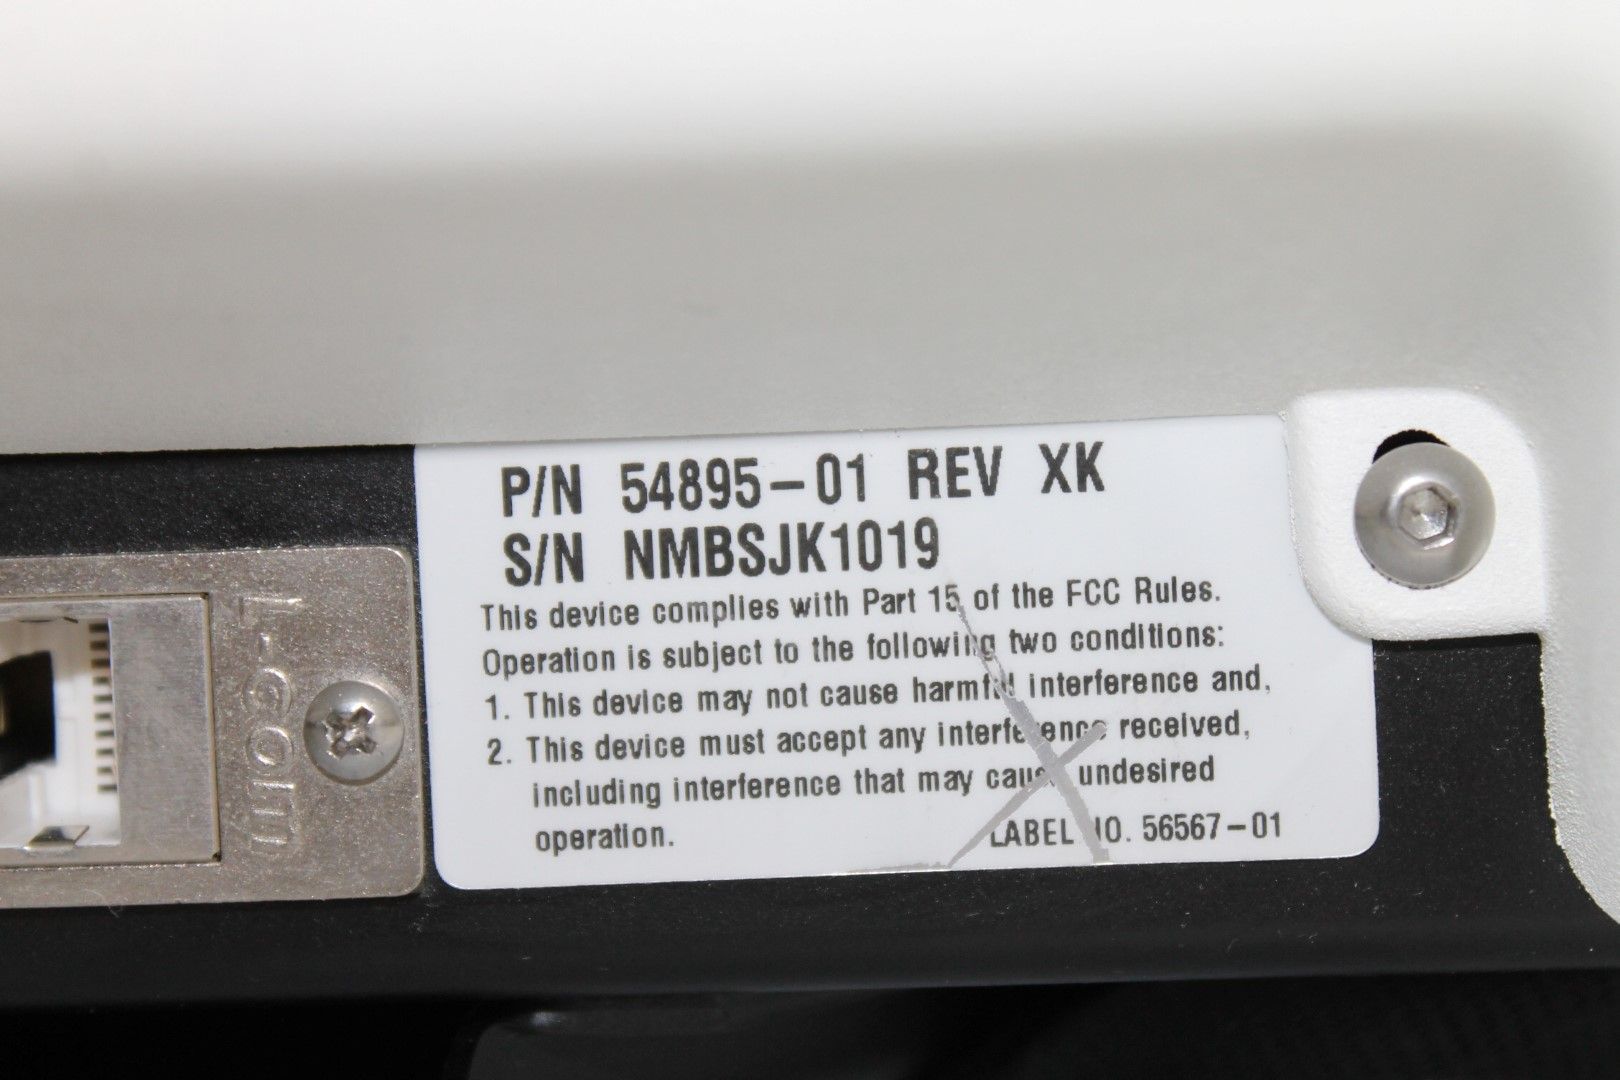 P/N 54895-01 REV XK
S/N NMBSJK1019
This device complies with Part 15 of the FCC Rules.
Operation is subject to the following two conditions:
1. This device may not cause harmful interference and,
2. This device must accept any interference received,
including interference that may cause undesired
operation.
LABEL NO. 56567-01
L-com